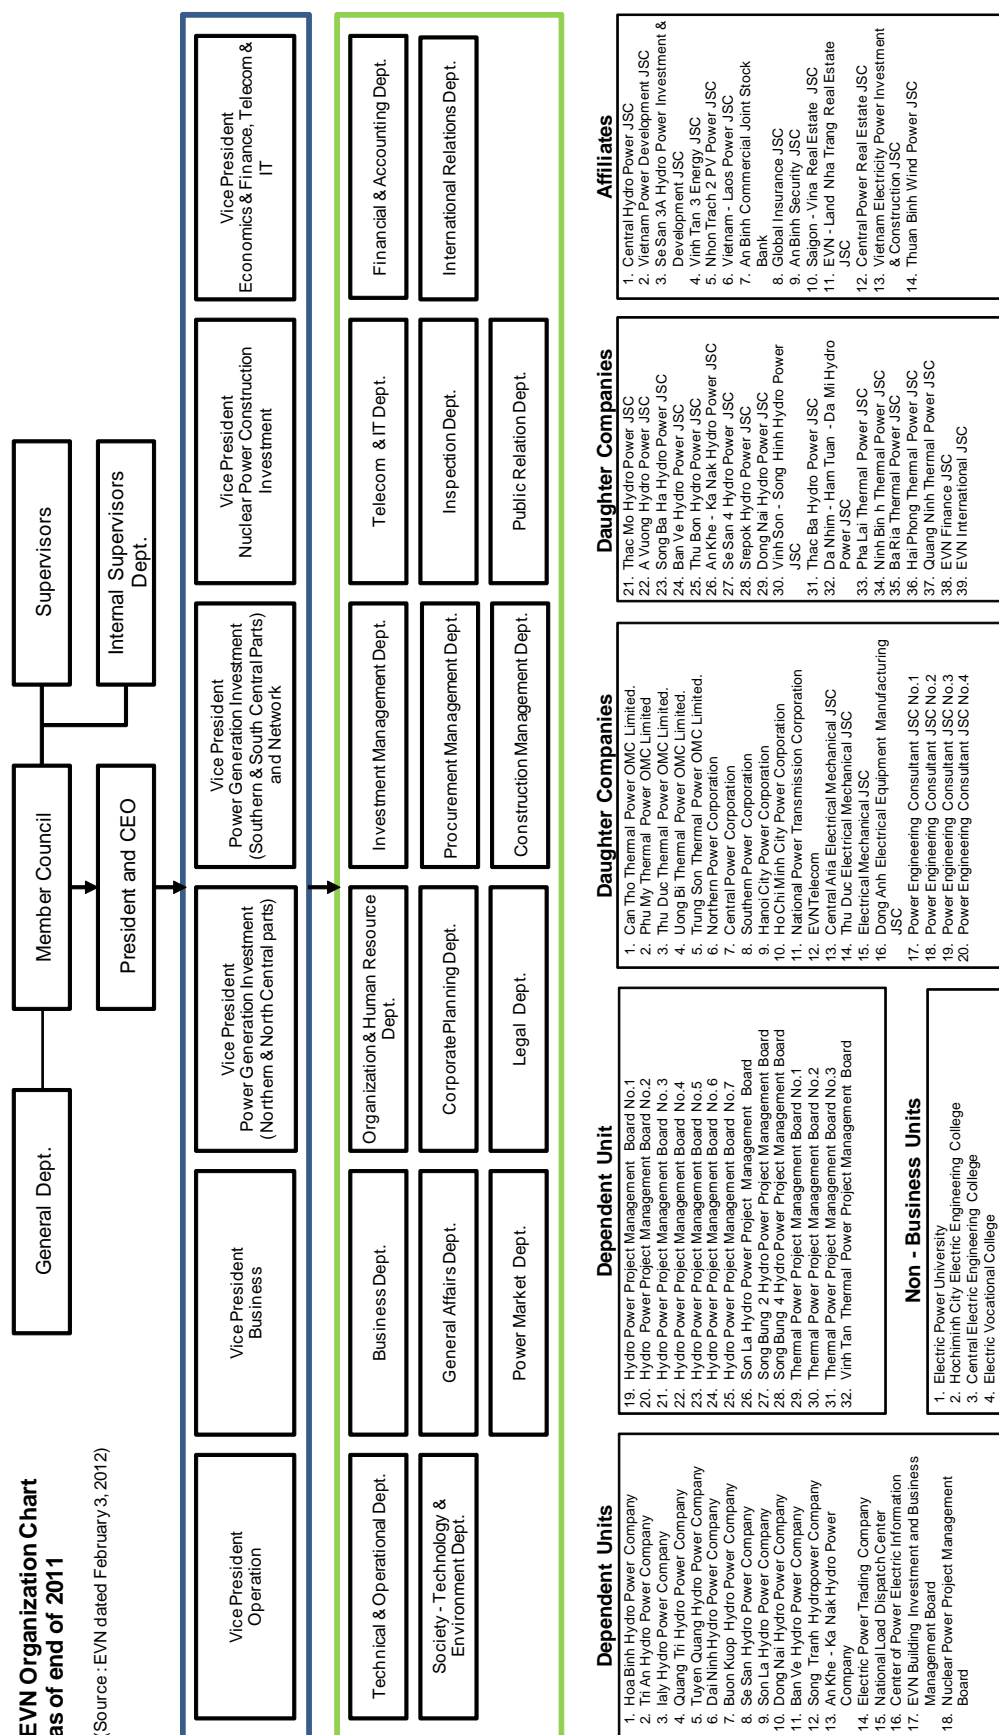 EVN Organization Chart
as of end of 2011
(Source : EVN dated February 3, 2012)
General Dept.
Member Council
Supervisors
President and CEO
Internal Supervisors
Dept.
Vice President
Operation
Vice President
Business
Vice President
Power Generation Investment
(Northern & North Central parts)
Vice President
Power Generation Investment
(Southern & South Central Parts)
and Network
Vice President
Nuclear Power Construction
Investment
Vice President
Economics & Finance, Telecom &
IT
Technical & Operational Dept.
Business Dept.
Organization & Human Resource
Dept.
Investment Management Dept.
Telecom & IT Dept.
Financial & Accounting Dept.
Society - Technology &
Environment Dept.
General Affairs Dept.
Corporate Planning Dept.
Procurement Management Dept.
Inspection Dept.
International Relations Dept.
Power Market Dept.
Legal Dept.
Construction Management Dept.
Public Relation Dept.
Dependent Units
1. Hoa Binh Hydro Power Company
2. Tri An Hydro Power Company
3. Ialy Hydro Power Company
4. Quang Tri Hydro Power Company
5. Tuyen Quang Hydro Power Company
6. Dai Ninh Hydro Power Company
7. Buon Kuop Hydro Power Company
8. Se San Hydro Power Company
9. Son La Hydro Power Company
10. Dong Nai Hydro Power Company
11. Ban Ve Hydro Power Company
12. Song Tranh Hydropower Company
13. An Khe - Ka Nak Hydro Power
Company
14. Electric Power Trading Company
15. National Load Dispatch Center
16. Center of Power Electric Information
17. EVN Building Investment and Business
Management Board
18. Nuclear Power Project Management
Board
Dependent Unit
19. Hydro Power Project Management Board No.1
20. Hydro Power Project Management Board No.2
21. Hydro Power Project Management Board No. 3
22. Hydro Power Project Management Board No.4
23. Hydro Power Project Management Board No.5
24. Hydro Power Project Management Board No. 6
25. Hydro Power Project Management Board No.7
26. Son La Hydro Power Project Management Board
27. Song Bung 2 Hydro Power Project Management Board
28. Song Bung 4 Hydro Power Project Management Board
29. Thermal Power Project Management Board No.1
30. Thermal Power Project Management Board No.2
31. Thermal Power Project Management Board No.3
32. Vinh Tan Thermal Power Project Management Board
Non - Business Units
1. Electric Power University
2. Hochiminh City Electric Engineering College
3. Central Electric Engineering College
4. Electric Vocational College
Daughter Companies
1. Can Tho Thermal Power OMC Limited.
2. Phu My Thermal Power OMC Limited
3. Thu Duc Thermal Power OMC Limited.
4. Uong Bi Thermal Power OMC Limited.
5. Trung Son Thermal Power OMC Limited.
6. Northern Power Corporation
7. Central Power Corporation
8. Southern Power Corporation
9. Hanoi City Power Corporation
10. Ho Chi Minh City Power Corporation
11. National Power Transmission Corporation
12. EVNTelecom
13. Central Aria Electrical Mechanical JSC
14. Thu Duc Electrical Mechanical JSC
15. Electrical Mechanical JSC
16. Dong Anh Electrical Equipment Manufacturing
JSC
17. Power Engineering Consultant JSC No.1
18. Power Engineering Consultant JSC No.2
19. Power Engineering Consultant JSC No.3
20. Power Engineering Consultant JSC No.4
Daughter Companies
21. Thac Mo Hydro Power JSC
22. A Vuong Hydro Power JSC
23. Song Ba Ha Hydro Power JSC
24. Ban Ve Hydro Power JSC
25. Thu Bon Hydro Power JSC
26. An Khe - Ka Nak Hydro Power JSC
27. Se San 4 Hydro Power JSC
28. Srepok Hydro Power JSC
29. Dong Nai Hydro Power JSC
30. Vinh Son - Song Hinh Hydro Power
JSC
31. Thac Ba Hydro Power JSC
32. Da Nhim - Ham Tuan - Da Mi Hydro
Power JSC
33. Pha Lai Thermal Power JSC
34. Ninh Bin h Thermal Power JSC
35. Ba Ria Thermal Power JSC
36. Hai Phong Thermal Power JSC
37. Quang Ninh Thermal Power JSC
38. EVN Finance JSC
39. EVN International JSC
Affiliates
1. Central Hydro Power JSC
2. Vietnam Power Development JSC
3. Se San 3A Hydro Power Investment &
Development JSC
4. Vinh Tan 3 Energy JSC
5. Nhon Trach 2 PV Power JSC
6. Vietnam - Laos Power JSC
7. An Binh Commercial Joint Stock
Bank
8. Global Insurance JSC
9. An Binh Security JSC
10. Saigon - Vina Real Estate JSC
11. EVN - Land Nha Trang Real Estate
JSC
12. Central Power Real Estate JSC
13. Vietnam Electricity Power Investment
& Construction JSC
14. Thuan Binh Wind Power JSC